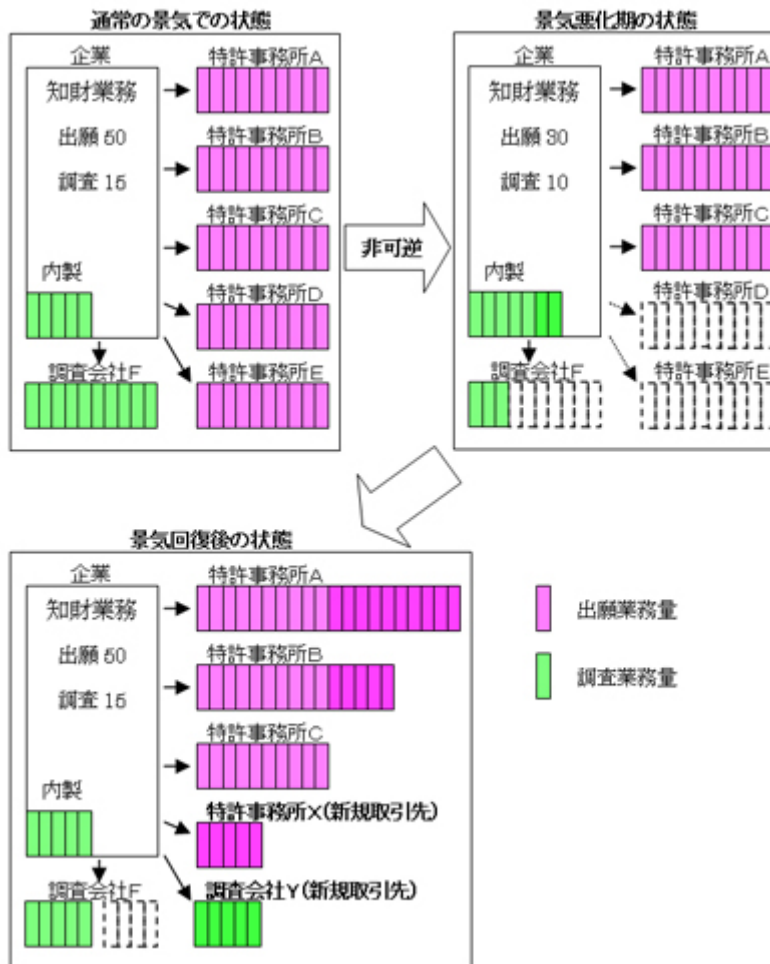 通常の景気での状態
企業
知財業務
出願 50
調査 15
内製
調査会社F
特許事務所A
特許事務所B
特許事務所C
特許事務所D
特許事務所E
非可逆
景気悪化期の状態
企業
知財業務
出願 30
調査 10
内製
調査会社F
特許事務所A
特許事務所B
特許事務所C
特許事務所D
特許事務所E
景気回復後の状態
企業
知財業務
出願 50
調査 15
内製
調査会社F
特許事務所A
特許事務所B
特許事務所C
特許事務所X(新規取引先)
調査会社Y(新規取引先)
出願業務量
調査業務量